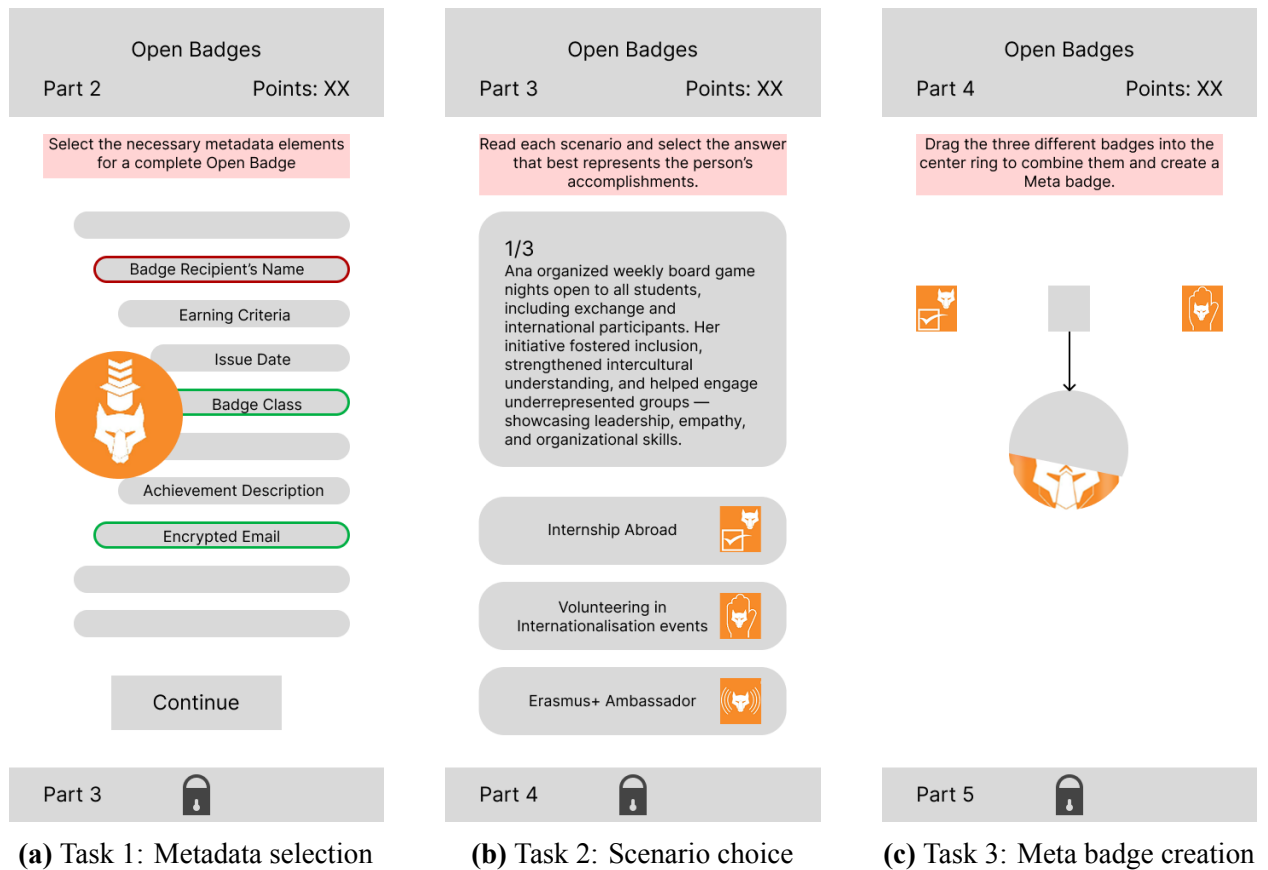 Open Badges
Part 2 Points: XX
Select the necessary metadata elements
for a complete Open Badge
Badge Recipient's Name
Earning Criteria
Issue Date
Badge Class
Achievement Description
Encrypted Email
Continue
Part 3
(a) Task 1: Metadata selection
Open Badges
Part 3 Points: XX
Read each scenario and select the answer
that best represents the person's
accomplishments.
1/3
Ana organized weekly board game
nights open to all students,
including exchange and
international participants. Her
initiative fostered inclusion,
strengthened intercultural
understanding, and helped engage
underrepresented groups —
showcasing leadership, empathy,
and organizational skills.
Internship Abroad
Volunteering in
Internationalisation events
Erasmus+ Ambassador
Part 4
(b) Task 2: Scenario choice
Open Badges
Part 4 Points: XX
Drag the three different badges into the
center ring to combine them and create a
Meta badge.
Part 5
(c) Task 3: Meta badge creation